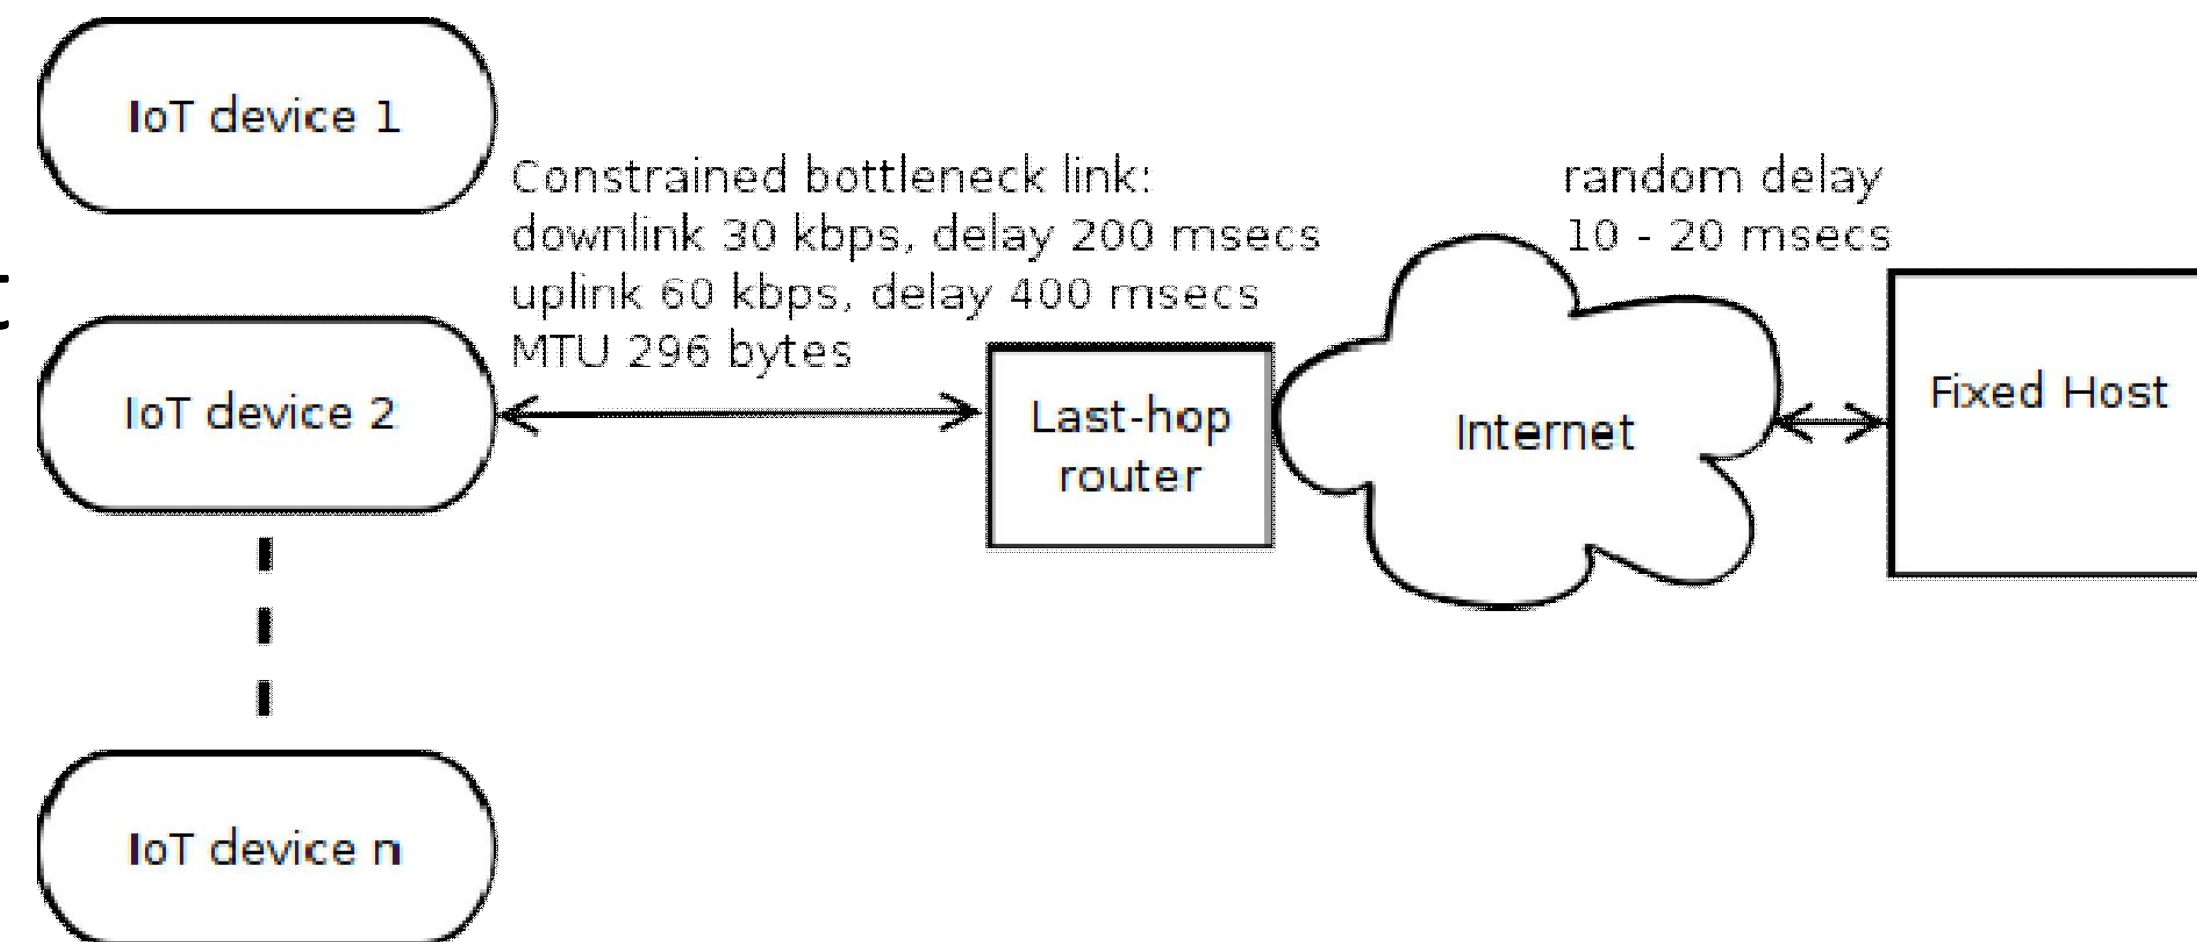 IoT device 1
Constrained bottleneck link:
downlink 30 kbps, delay 200 msecs
uplink 60 kbps, delay 400 msecs
MTU 296 bytes
random delay
10 - 20 msecs
IoT device 2
Last-hop
router
Internet
Fixed Host
IoT device n